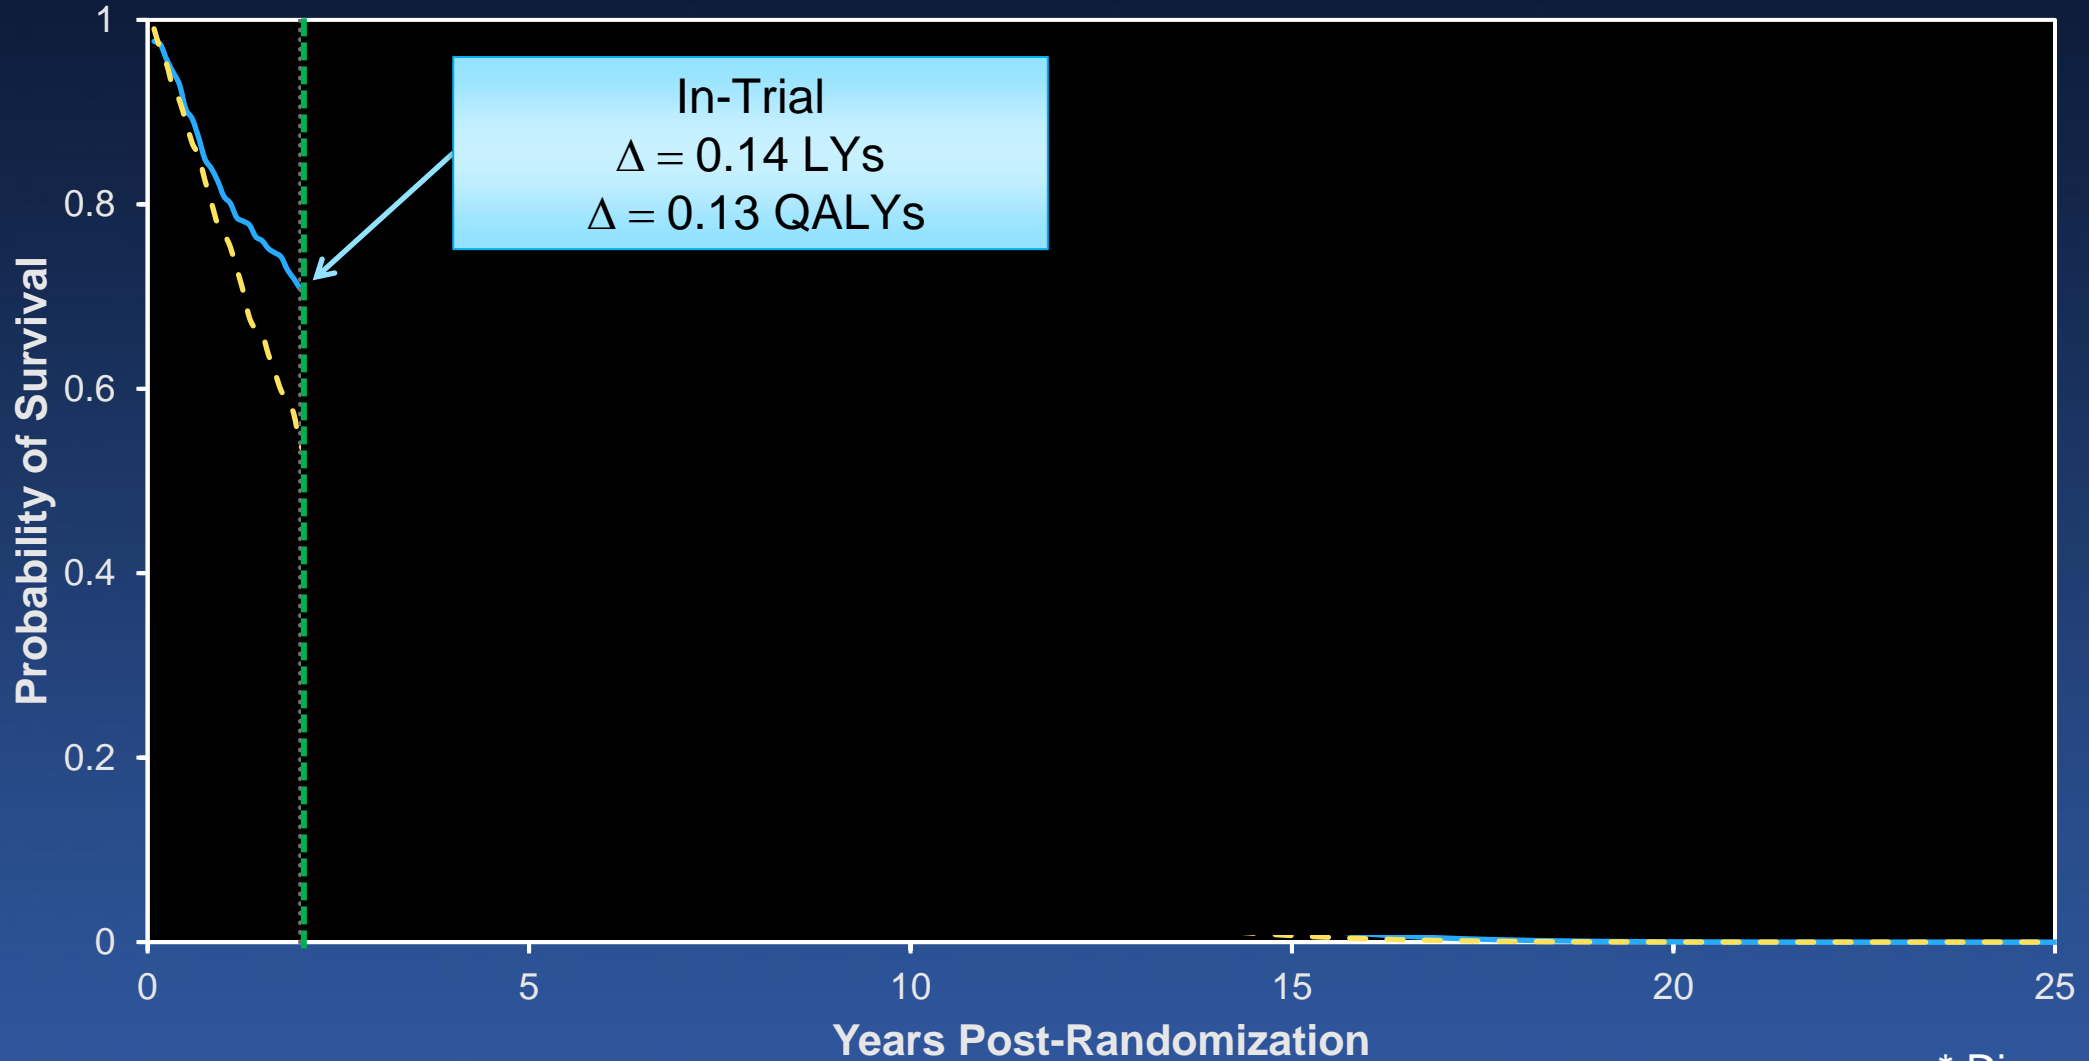 1
In-Trial
Δ = 0.14 LYs
Δ = 0.13 QALYs
0.8
0.6
0.4
0.2
0
Probability of Survival
0
5
10
15
20
25
Years Post-Randomization